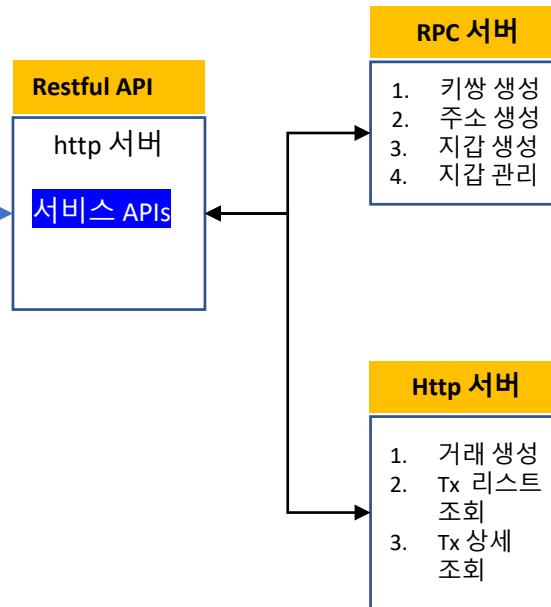 Restful API
http 서버
서비스 APIs
RPC 서버
1. 키쌍 생성
2. 주소 생성
3. 지갑 생성
4. 지갑 관리
Http 서버
1. 거래 생성
2. Tx 리스트
조회
3. Tx 상세
조회